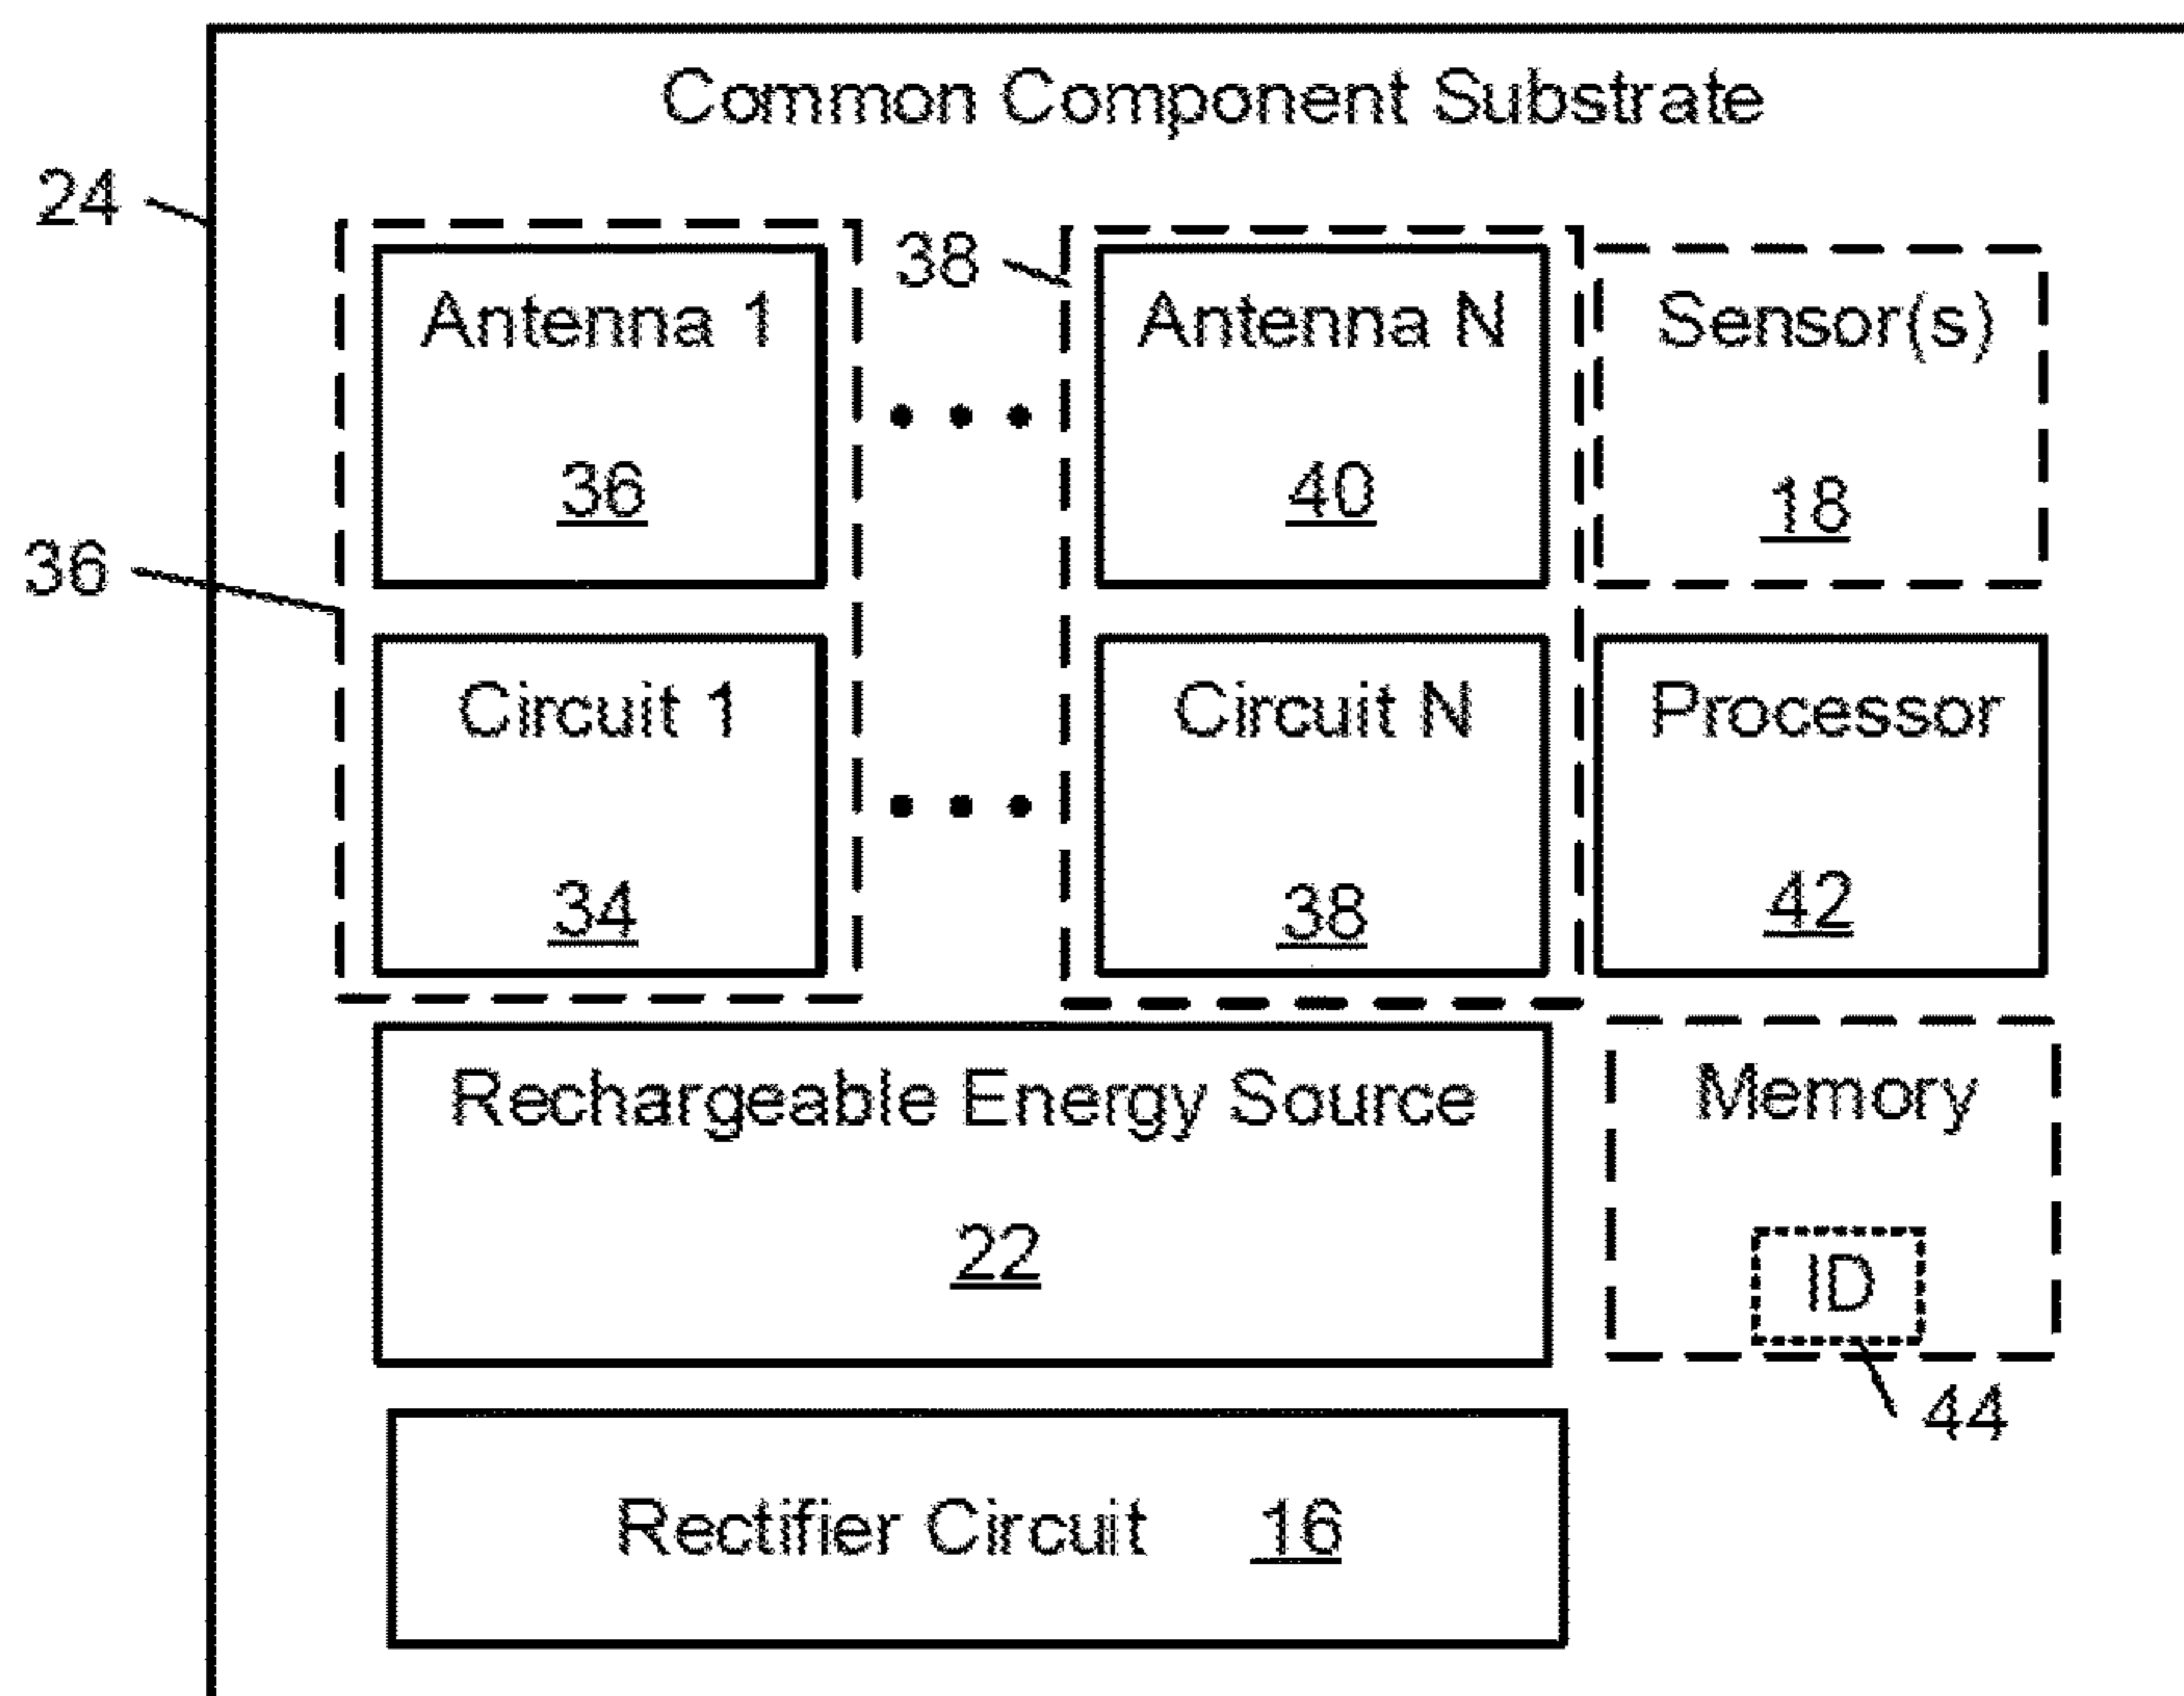 Common Component Substrate
24
38
Antenna 1
Antenna N
Sensor(s)
36
40
18
36
Circuit 1
Circuit N
Processor
34
38
42
Rechargeable Energy Source
Memory
22
ID
44
Rectifier Circuit 16